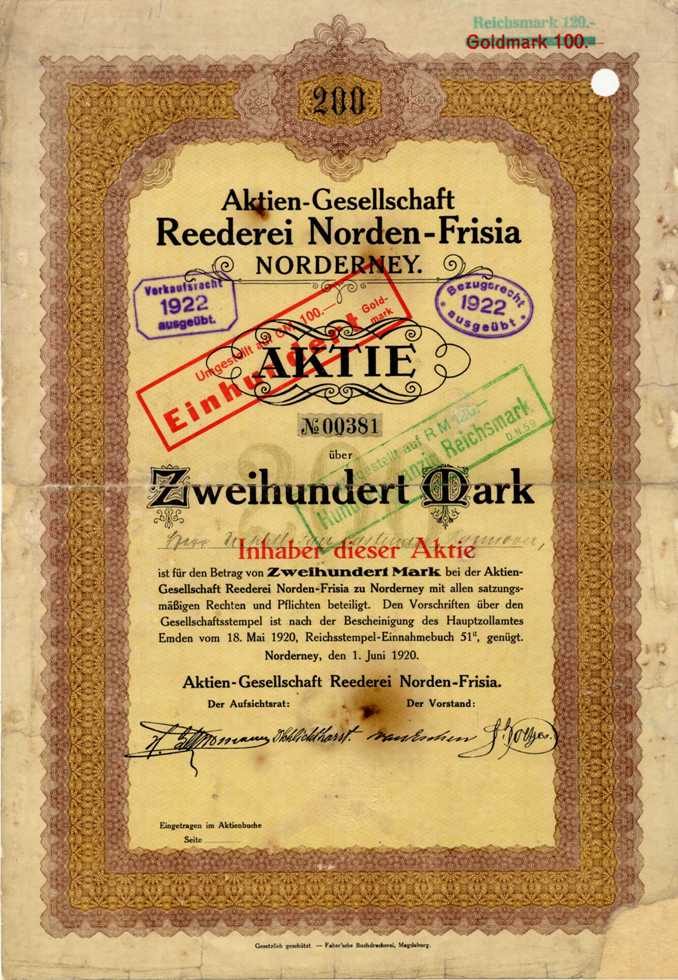 Reichsmark 120.-
Goldmark 100.-
200
Aktien-Gesellschaft
Reederei Norden-Frisia
NORDERNEY.
Vorkaufsrecht
1922
ausgeübt.
Bezugsrecht
1922
* ausgeübt *
Umgestellt auf G.M. 100.— Gold-
Einhundert mark
AKTIE
№ 00381
über
Umgestellt auf R.M.
Reichsmark.
D.N.50
Zweihundert Mark
Herr
Inhaber dieser Aktie
ist für den Betrag von Zweihundert Mark bei der Aktien-
Gesellschaft Reederei Norden-Frisia zu Norderney mit allen satzungs-
mäßigen Rechten und Pflichten beteiligt. Den Vorschriften über den
Gesellschaftsstempel ist nach der Bescheinigung des Hauptzollamtes
Emden vom 18. Mai 1920, Reichsstempel-Einnahmebuch 51ᵃ, genügt.
Norderney, den 1. Juni 1920.
Aktien-Gesellschaft Reederei Norden-Frisia.
Der Aufsichtsrat: Der Vorstand:
Eingetragen im Aktienbuche
Seite
Gesetzlich geschützt. — Faber'sche Buchdruckerei, Magdeburg.